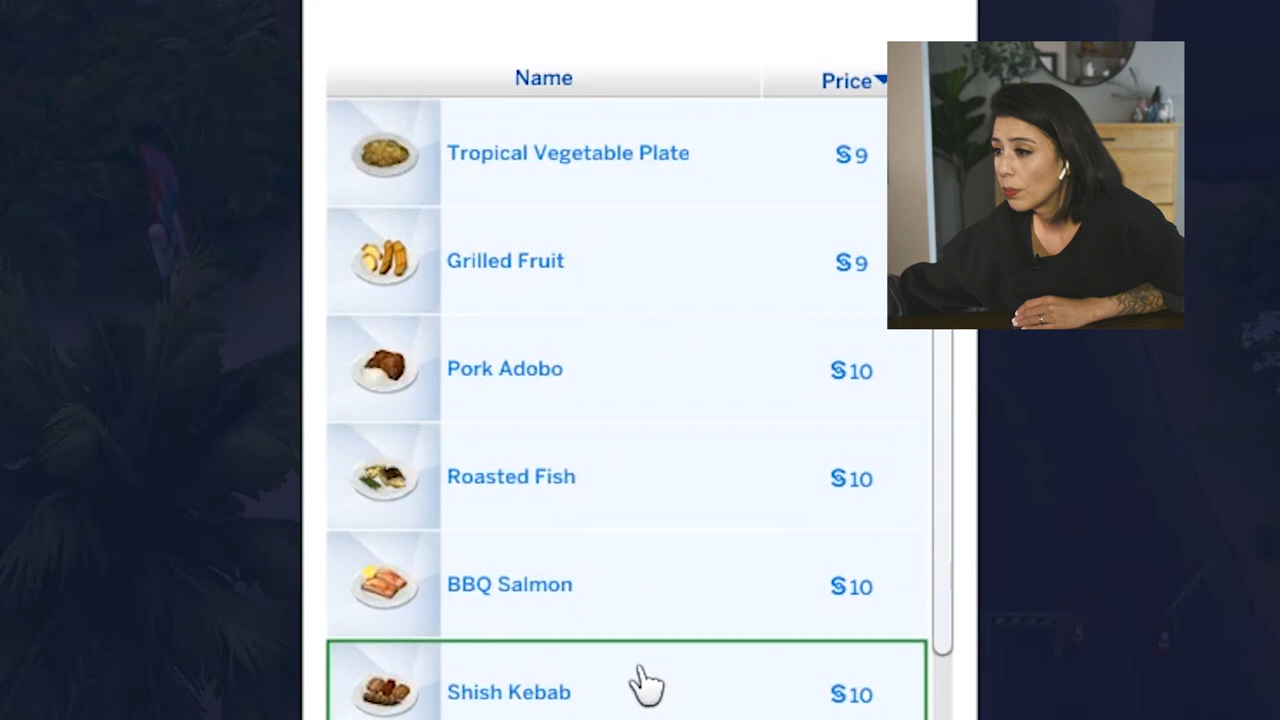 Name Price
Tropical Vegetable Plate §9
Grilled Fruit §9
Pork Adobo §10
Roasted Fish §10
BBQ Salmon §10
Shish Kebab §10